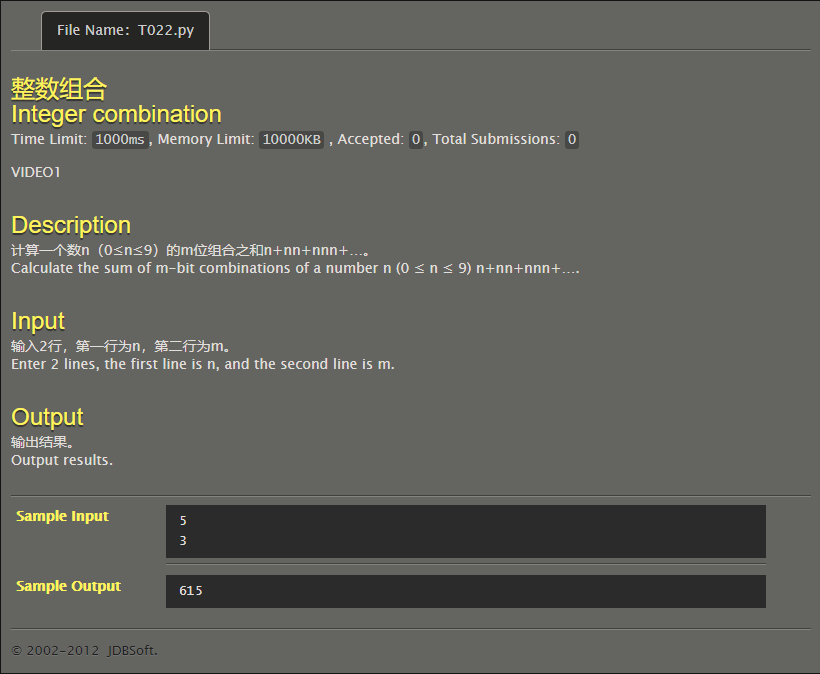 File Name: T022.py
整数组合
Integer combination
Time Limit: 1000ms, Memory Limit: 10000KB , Accepted: 0, Total Submissions: 0
VIDEO1
Description
计算一个数n（0≤n≤9）的m位组合之和n+nn+nnn+…。
Calculate the sum of m-bit combinations of a number n (0 ≤ n ≤ 9) n+nn+nnn+….
Input
输入2行，第一行为n，第二行为m。
Enter 2 lines, the first line is n, and the second line is m.
Output
输出结果。
Output results.
Sample Input
5
3
Sample Output
615
© 2002-2012 JDBSoft.